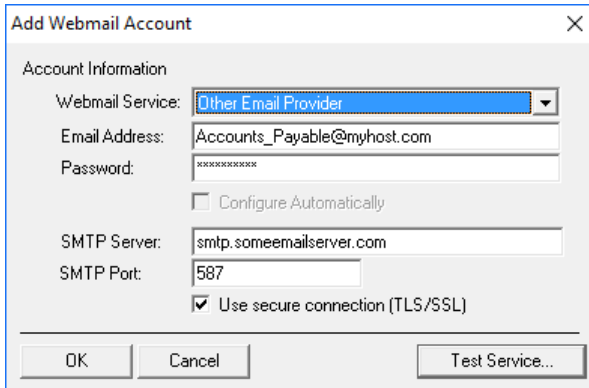 Add Webmail Account
Account Information
Webmail Service: Other Email Provider
Email Address: Accounts_Payable@myhost.com
Password: **********
Configure Automatically
SMTP Server: smtp.someemailserver.com
SMTP Port: 587
Use secure connection (TLS/SSL)
OK Cancel Test Service...